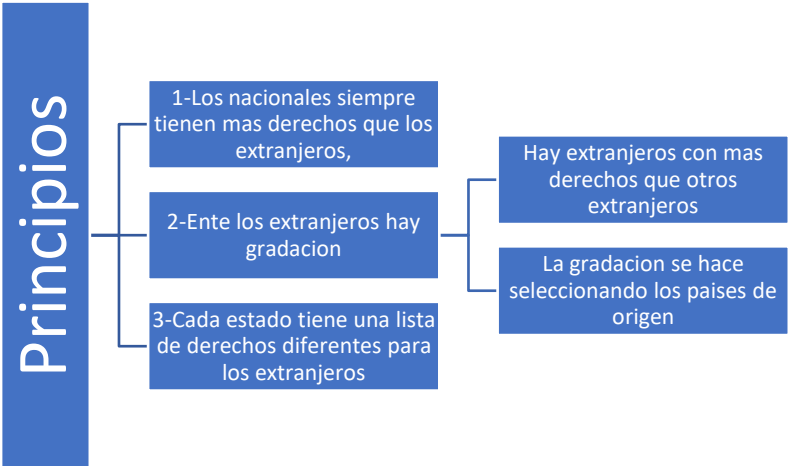 Principios
1-Los nacionales siempre
tienen mas derechos que los
extranjeros,
2-Ente los extranjeros hay
gradacion
Hay extranjeros con mas
derechos que otros
extranjeros
La gradacion se hace
seleccionando los paises de
origen
3-Cada estado tiene una lista
de derechos diferentes para
los extranjeros